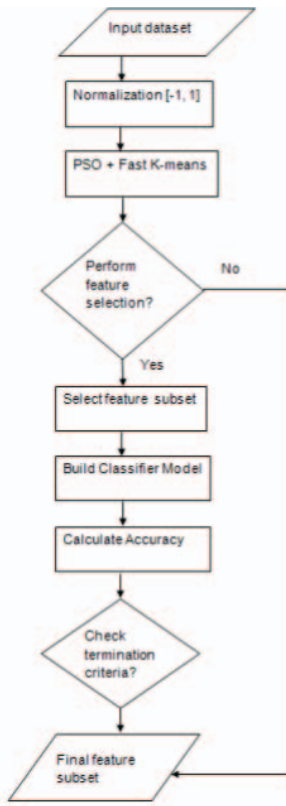 Input dataset
Normalization [-1, 1]
PSO + Fast K-means
Perform
feature
selection?
No
Yes
Select feature subset
Build Classifier Model
Calculate Accuracy
Check
termination
criteria?
Final feature
subset